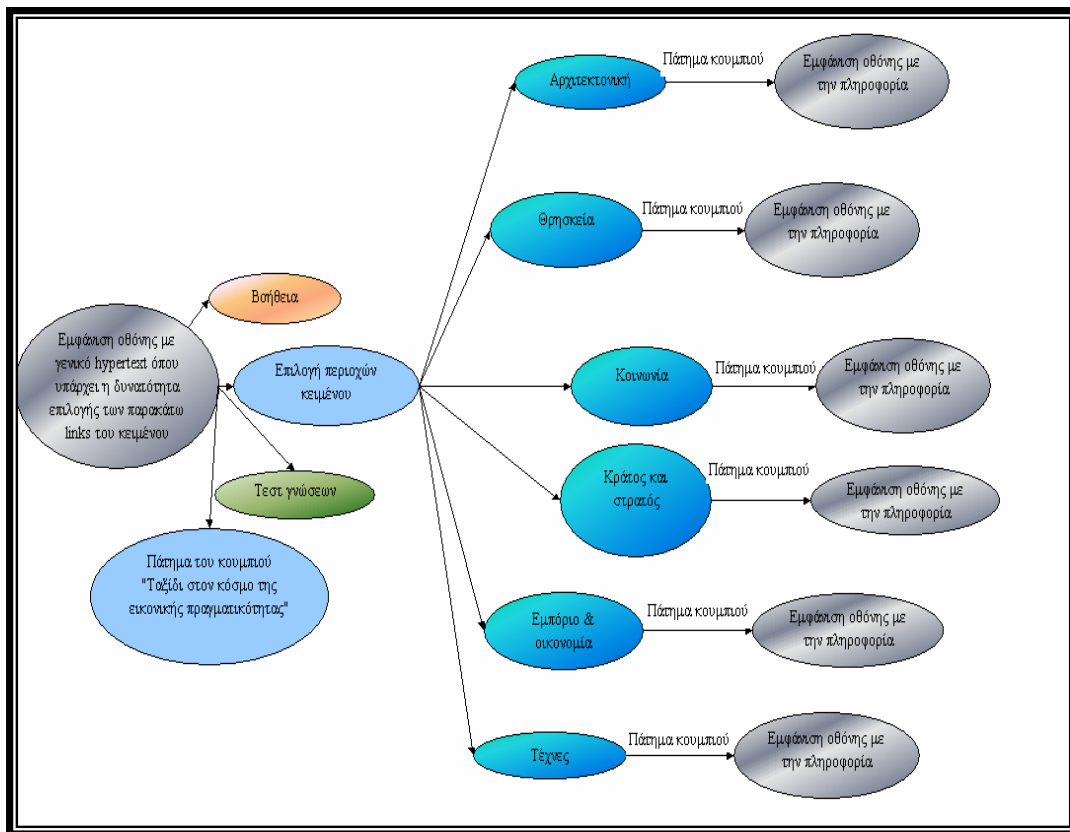 Εμφάνιση οθόνης με
γενικό hypertext όπου
υπάρχει η δυνατότητα
επιλογής των παρακάτω
links του κειμένου
Βοήθεια
Επιλογή περιοχών
κειμένου
Τεστ γνώσεων
Πάτημα του κουμπιού
"Ταξίδι στον κόσμο της
εικονικής πραγματικότητας"
Αρχιτεκτονική
Πάτημα κουμπιού
Εμφάνιση οθόνης με
την πληροφορία
Θρησκεία
Πάτημα κουμπιού
Εμφάνιση οθόνης με
την πληροφορία
Κοινωνία
Πάτημα κουμπιού
Εμφάνιση οθόνης με
την πληροφορία
Κράτος και
στρατός
Πάτημα κουμπιού
Εμφάνιση οθόνης με
την πληροφορία
Εμπόριο &
οικονομία
Πάτημα κουμπιού
Εμφάνιση οθόνης με
την πληροφορία
Τέχνες
Πάτημα κουμπιού
Εμφάνιση οθόνης με
την πληροφορία